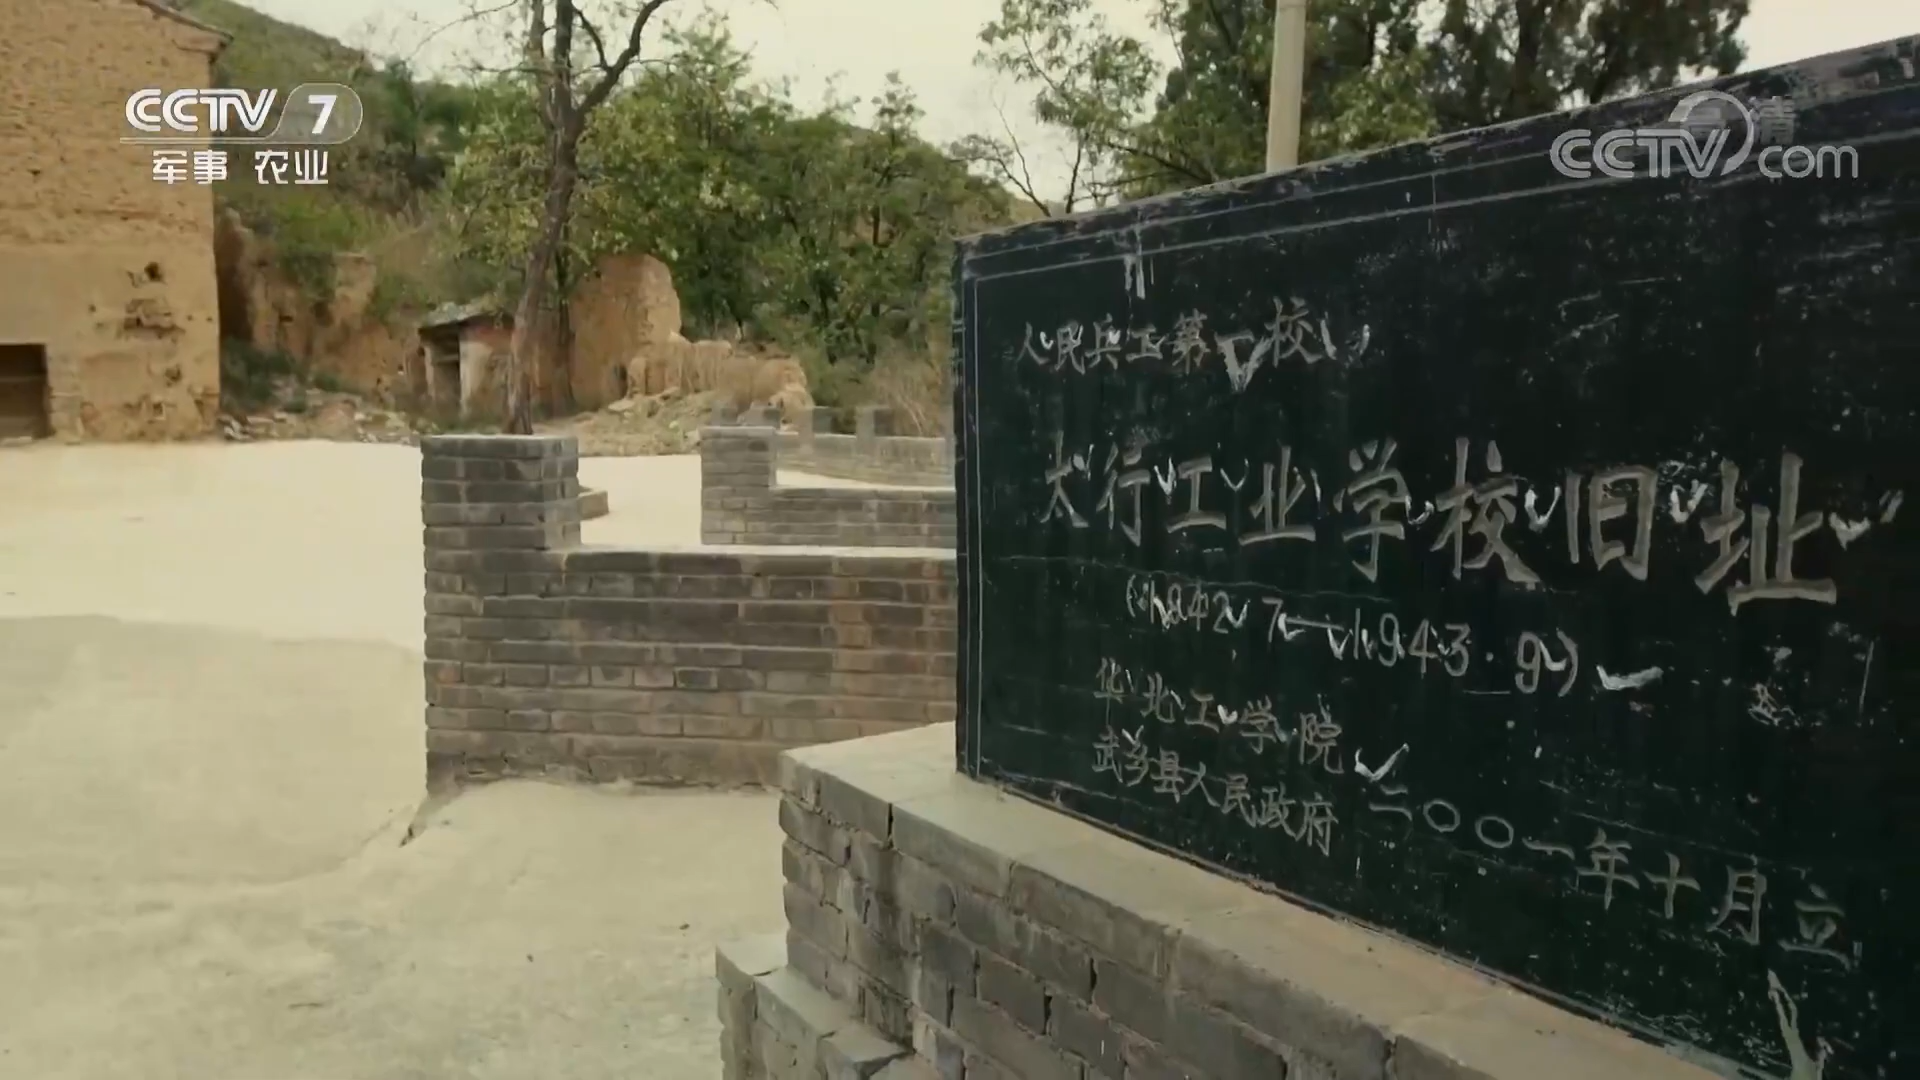 CCTV 7
军事 农业
高清
CCTV.com
人民兵工第一校
太行工业学校旧址
(1942.7—1943.9)
华北工学院
武乡县人民政府
二〇〇一年十月立